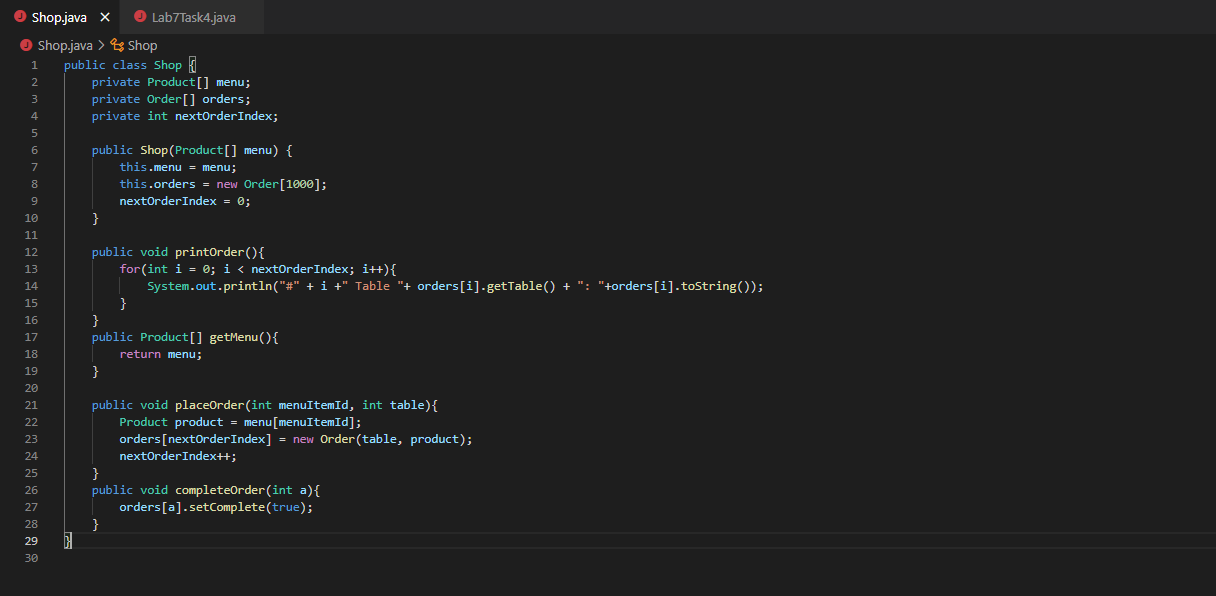 Shop.java × Lab7Task4.java
Shop.java > Shop
1 public class Shop {
2     private Product[] menu;
3     private Order[] orders;
4     private int nextOrderIndex;
5
6     public Shop(Product[] menu) {
7         this.menu = menu;
8         this.orders = new Order[1000];
9         nextOrderIndex = 0;
10     }
11
12     public void printOrder(){
13         for(int i = 0; i < nextOrderIndex; i++){
14             System.out.println("#" + i +" Table "+ orders[i].getTable() + ": "+orders[i].toString());
15         }
16     }
17     public Product[] getMenu(){
18         return menu;
19     }
20
21     public void placeOrder(int menuItemId, int table){
22         Product product = menu[menuItemId];
23         orders[nextOrderIndex] = new Order(table, product);
24         nextOrderIndex++;
25     }
26     public void completeOrder(int a){
27         orders[a].setComplete(true);
28     }
29 }
30